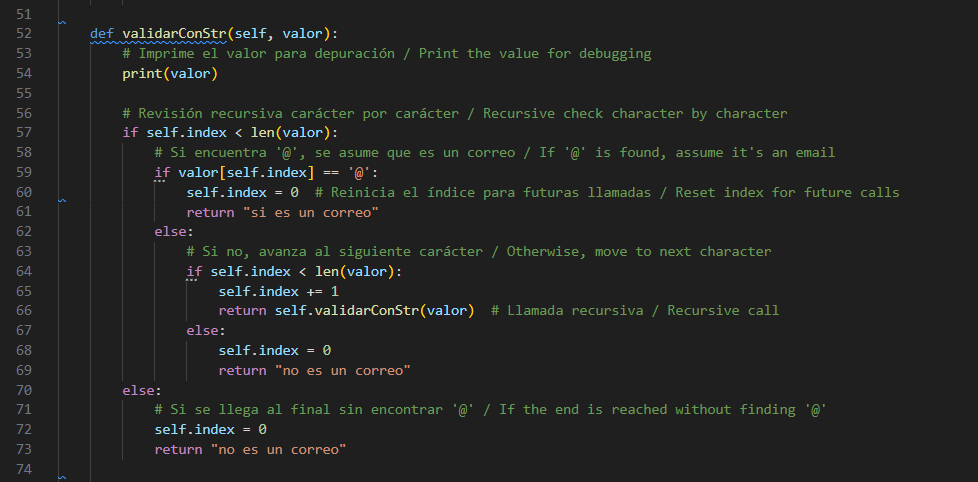 51
52 def validarConStr(self, valor):
53 # Imprime el valor para depuración / Print the value for debugging
54 print(valor)
55
56 # Revisión recursiva carácter por carácter / Recursive check character by character
57 if self.index < len(valor):
58 # Si encuentra '@', se asume que es un correo / If '@' is found, assume it's an email
59 if valor[self.index] == '@':
60 self.index = 0  # Reinicia el índice para futuras llamadas / Reset index for future calls
61 return "si es un correo"
62 else:
63 # Si no, avanza al siguiente carácter / Otherwise, move to next character
64 if self.index < len(valor):
65 self.index += 1
66 return self.validarConStr(valor)  # Llamada recursiva / Recursive call
67 else:
68 self.index = 0
69 return "no es un correo"
70 else:
71 # Si se llega al final sin encontrar '@' / If the end is reached without finding '@'
72 self.index = 0
73 return "no es un correo"
74